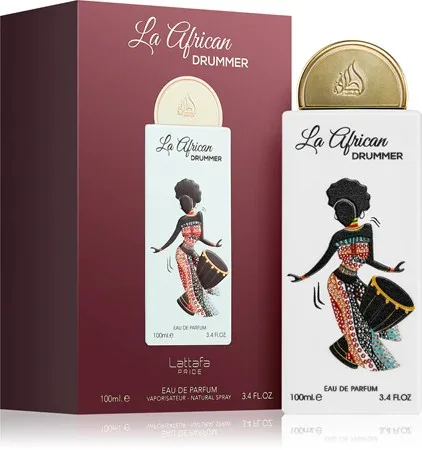 La African
DRUMMER
La African
DRUMMER
EAU DE PARFUM
100ml.e 3.4 FL.OZ.
Lattafa
PRIDE
EAU DE PARFUM
100ml. e VAPORISATEUR - NATURAL SPRAY 3.4 FL.OZ.
La African
DRUMMER
EAU DE PARFUM
100ml. e 3.4 FL.OZ